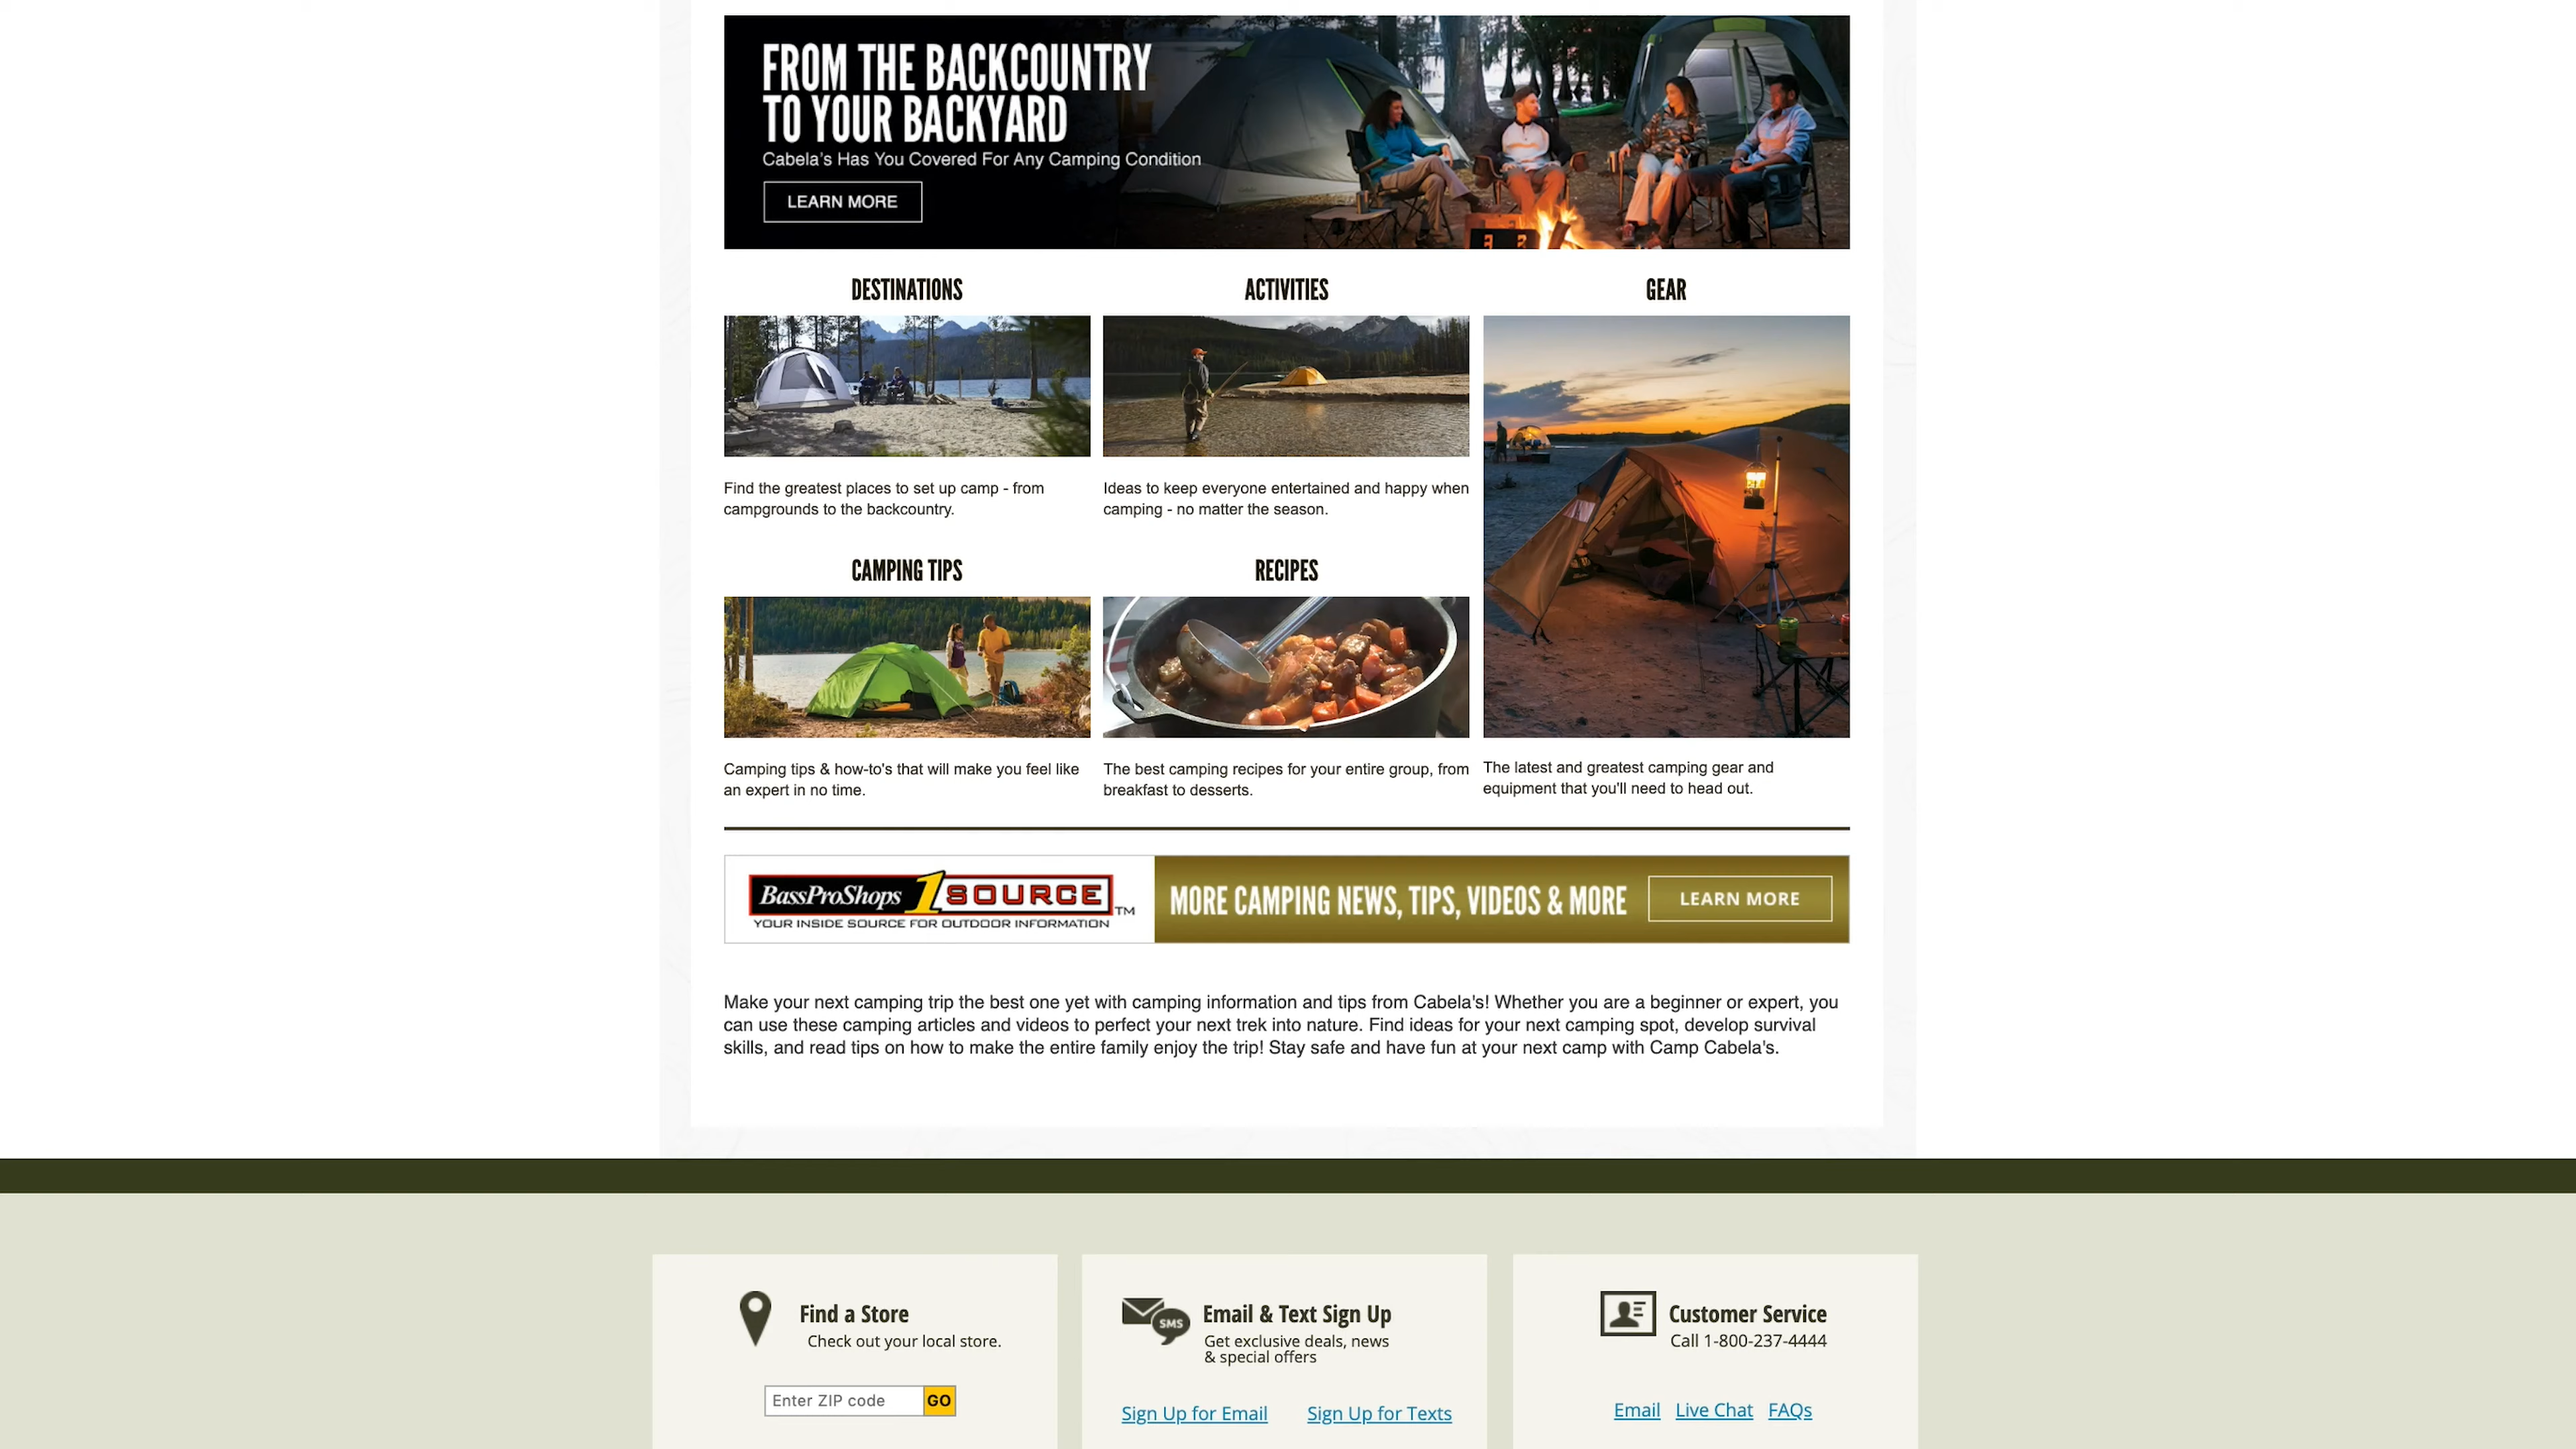 FROM THE BACKCOUNTRY
TO YOUR BACKYARD
Cabela's Has You Covered For Any Camping Condition
LEARN MORE
DESTINATIONS
Find the greatest places to set up camp - from
campgrounds to the backcountry.
ACTIVITIES
Ideas to keep everyone entertained and happy when
camping - no matter the season.
GEAR
The latest and greatest camping gear and
equipment that you'll need to head out.
CAMPING TIPS
Camping tips & how-to's that will make you feel like
an expert in no time.
RECIPES
The best camping recipes for your entire group, from
breakfast to desserts.
BassProShops 1 SOURCE TM
YOUR INSIDE SOURCE FOR OUTDOOR INFORMATION
MORE CAMPING NEWS, TIPS, VIDEOS & MORE
LEARN MORE
Make your next camping trip the best one yet with camping information and tips from Cabela's! Whether you are a beginner or expert, you
can use these camping articles and videos to perfect your next trek into nature. Find ideas for your next camping spot, develop survival
skills, and read tips on how to make the entire family enjoy the trip! Stay safe and have fun at your next camp with Camp Cabela's.
Find a Store
Check out your local store.
Enter ZIP code GO
SMS
Email & Text Sign Up
Get exclusive deals, news
& special offers
Sign Up for Email Sign Up for Texts
Customer Service
Call 1-800-237-4444
Email Live Chat FAQs